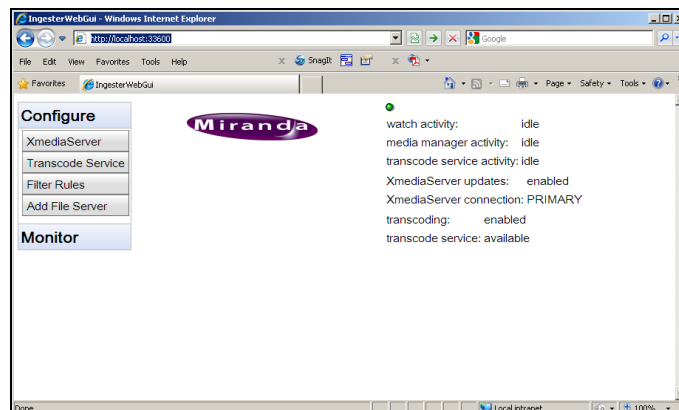 IngesterWebGui - Windows Internet Explorer
http://localhost:33600
Google
File Edit View Favorites Tools Help
SnagIt
Favorites
IngesterWebGui
Page
Safety
Tools
Configure
XmediaServer
Transcode Service
Filter Rules
Add File Server
Monitor
Miranda
watch activity: idle
media manager activity: idle
transcode service activity: idle
XmediaServer updates: enabled
XmediaServer connection: PRIMARY
transcoding: enabled
transcode service: available
Done
Local intranet
100%